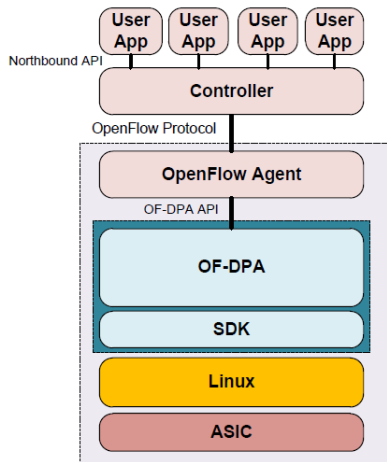 User App
User App
User App
User App
Northbound API
Controller
OpenFlow Protocol
OpenFlow Agent
OF-DPA API
OF-DPA
SDK
Linux
ASIC